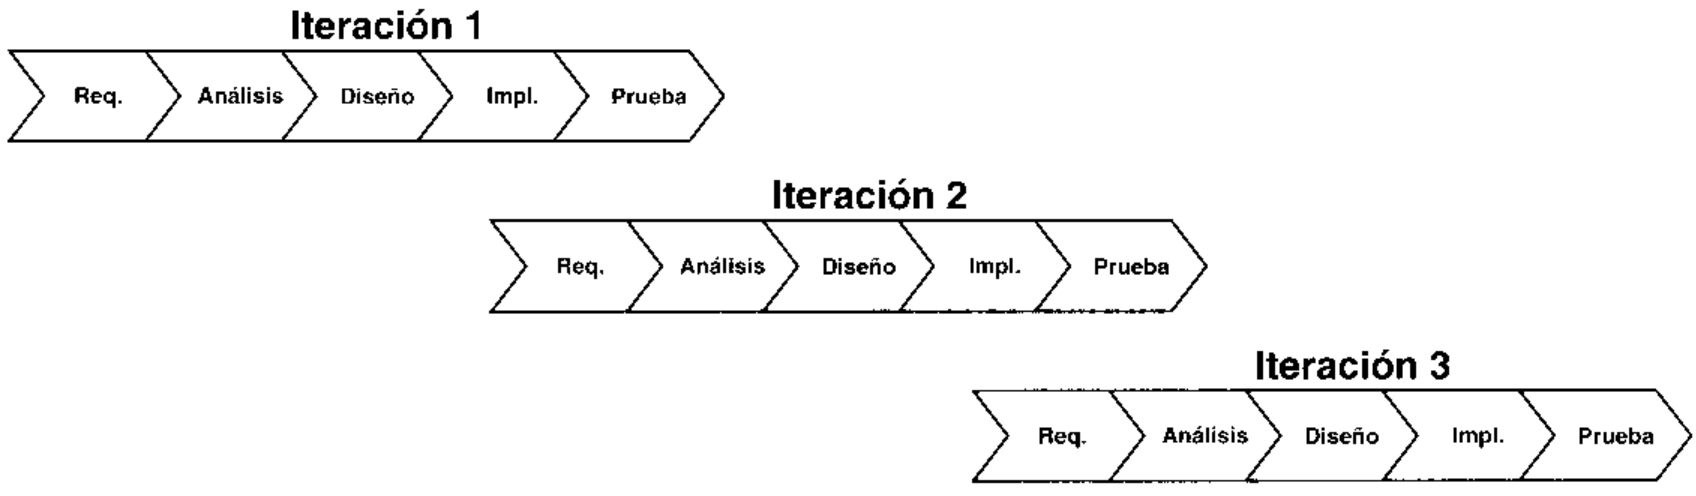 Iteración 1
Req. Análisis Diseño Impl. Prueba
Iteración 2
Req. Análisis Diseño Impl. Prueba
Iteración 3
Req. Análisis Diseño Impl. Prueba